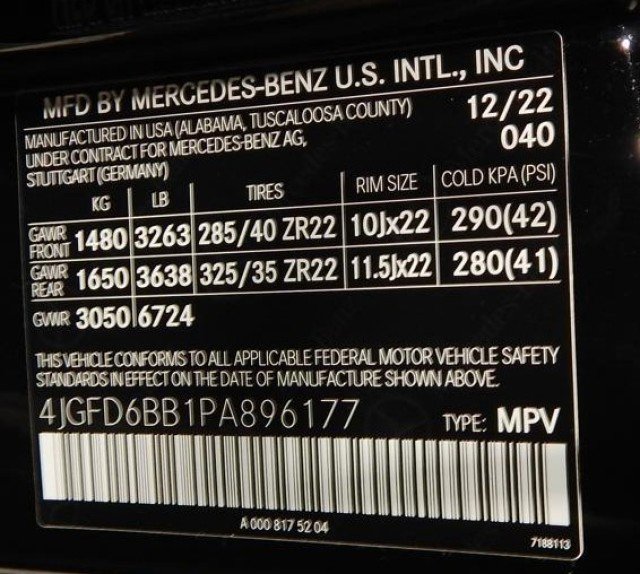 MFD BY MERCEDES-BENZ U.S. INTL., INC
MANUFACTURED IN USA (ALABAMA, TUSCALOOSA COUNTY) 12/22
UNDER CONTRACT FOR MERCEDES-BENZ AG, 040
STUTTGART (GERMANY)
KG LB TIRES RIM SIZE COLD KPA (PSI)
GAWR FRONT 1480 3263 285/40 ZR22 10Jx22 290(42)
GAWR REAR 1650 3638 325/35 ZR22 11.5Jx22 280(41)
GVWR 3050 6724
THIS VEHICLE CONFORMS TO ALL APPLICABLE FEDERAL MOTOR VEHICLE SAFETY
STANDARDS IN EFFECT ON THE DATE OF MANUFACTURE SHOWN ABOVE.
4JGFD6BB1PA896177 TYPE: MPV
A 000 817 52 04
7188113